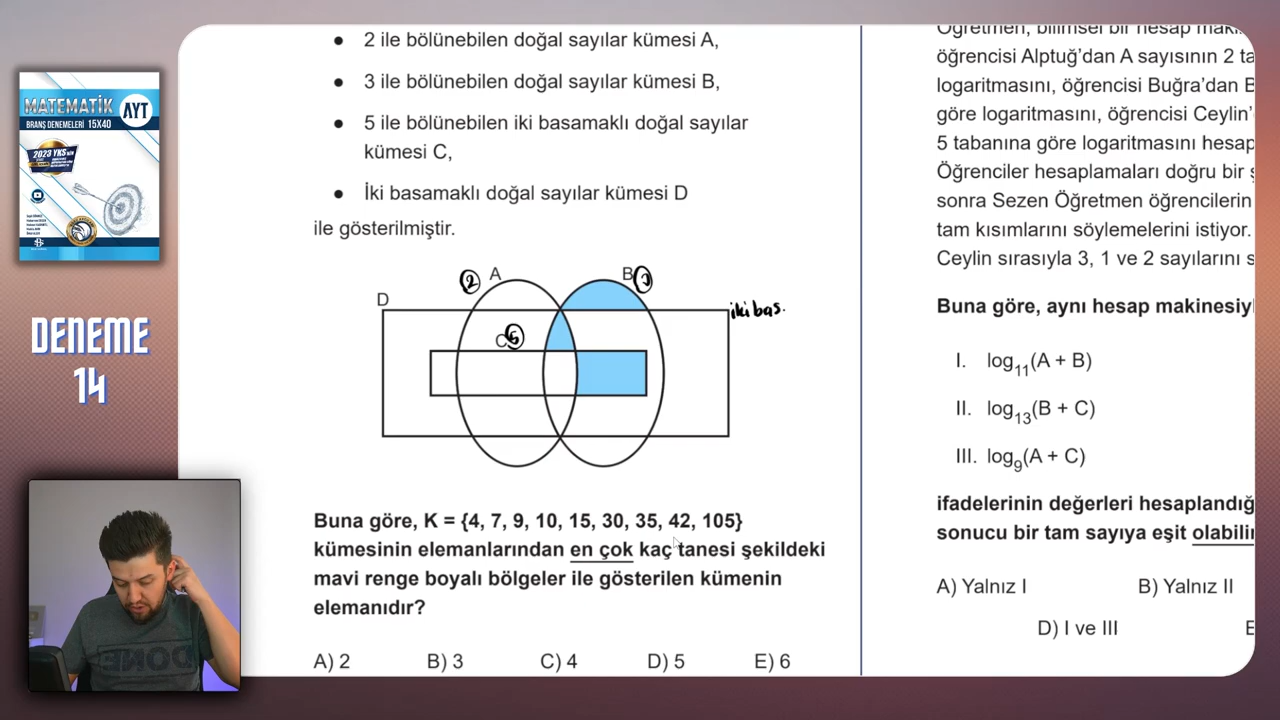 MATEMATİK
AYT
BRANŞ DENEMELERİ 15X40
DENEME
14
• 2 ile bölünebilen doğal sayılar kümesi A,
• 3 ile bölünebilen doğal sayılar kümesi B,
• 5 ile bölünebilen iki basamaklı doğal sayılar
kümesi C,
• İki basamaklı doğal sayılar kümesi D
ile gösterilmiştir.
2 A B 3
D iki bas.
C 5
Buna göre, K = {4, 7, 9, 10, 15, 30, 35, 42, 105}
kümesinin elemanlarından en çok kaç tanesi şekildeki
mavi renge boyalı bölgeler ile gösterilen kümenin
elemanıdır?
A) 2 B) 3 C) 4 D) 5 E) 6
Öğretmen, bilimsel bir hesap
öğrencisi Alptuğ’dan A sayısının 2 ta
logaritmasını, öğrencisi Buğra’dan B
göre logaritmasını, öğrencisi Ceylin’
5 tabanına göre logaritmasını hesap
Öğrenciler hesaplamaları doğru bir ş
sonra Sezen Öğretmen öğrencilerin
tam kısımlarını söylemelerini istiyor.
Ceylin sırasıyla 3, 1 ve 2 sayılarını s
Buna göre, aynı hesap makinesiy
I. log11(A + B)
II. log13(B + C)
III. log9(A + C)
ifadelerinin değerleri hesaplandığ
sonucu bir tam sayıya eşit olabilir
A) Yalnız I B) Yalnız II
D) I ve III E